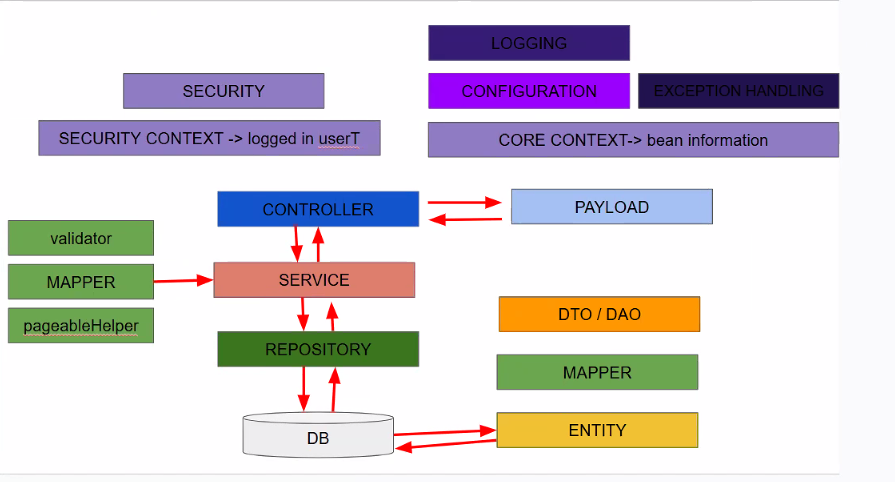 LOGGING
SECURITY
CONFIGURATION
EXCEPTION HANDLING
SECURITY CONTEXT -> logged in userT
CORE CONTEXT-> bean information
CONTROLLER
PAYLOAD
validator
MAPPER
SERVICE
pageableHelper
DTO / DAO
REPOSITORY
MAPPER
DB
ENTITY